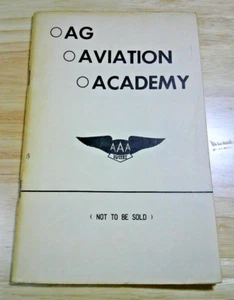 AG
AVIATION
ACADEMY
AAA
( NOT TO BE SOLD )